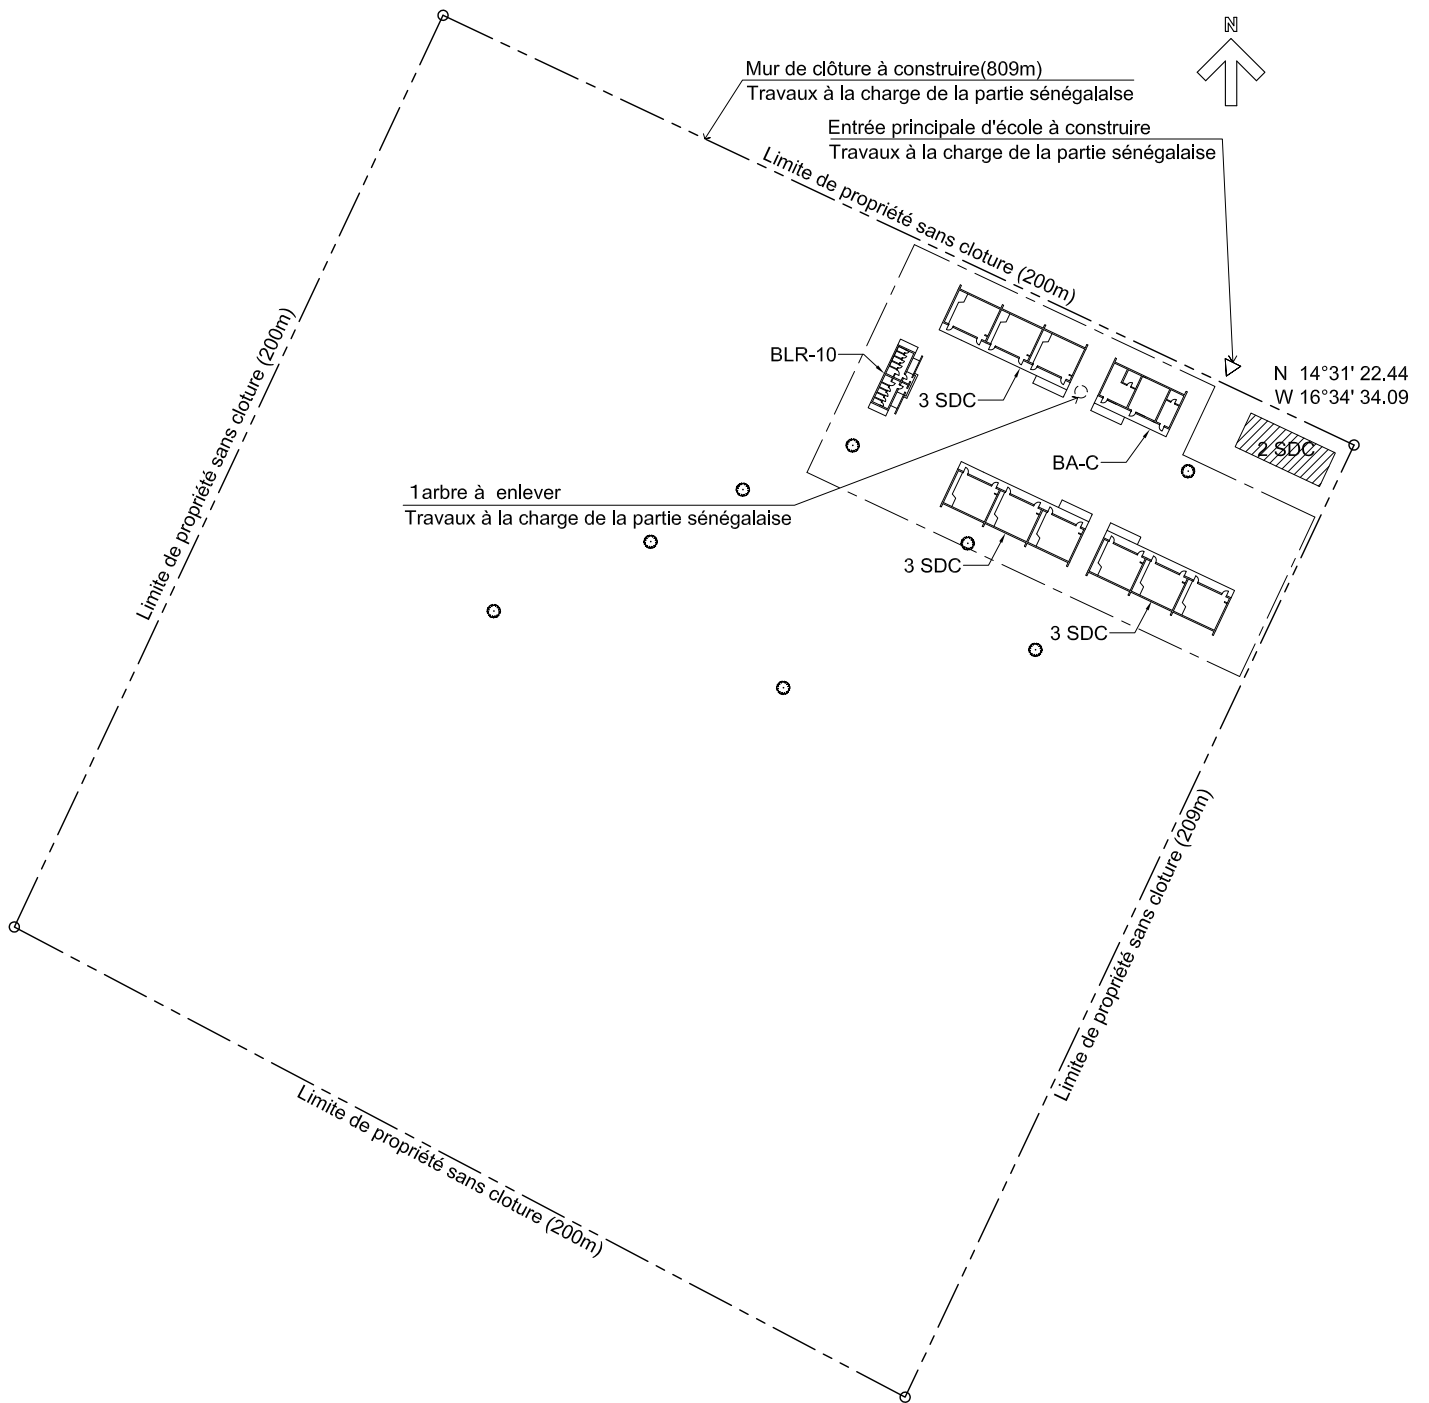 N
Mur de clôture à construire(809m)
Travaux à la charge de la partie sénégalalse
Entrée principale d'école à construire
Travaux à la charge de la partie sénégalaise
Limite de propriété sans cloture (200m)
Limite de propriété sans cloture (200m)
BLR-10
3 SDC
N 14°31' 22.44
W 16°34' 34.09
2 SDC
BA-C
1arbre à enlever
Travaux à la charge de la partie sénégalaise
3 SDC
3 SDC
Limite de propriété sans cloture (209m)
Limite de propriété sans cloture (200m)